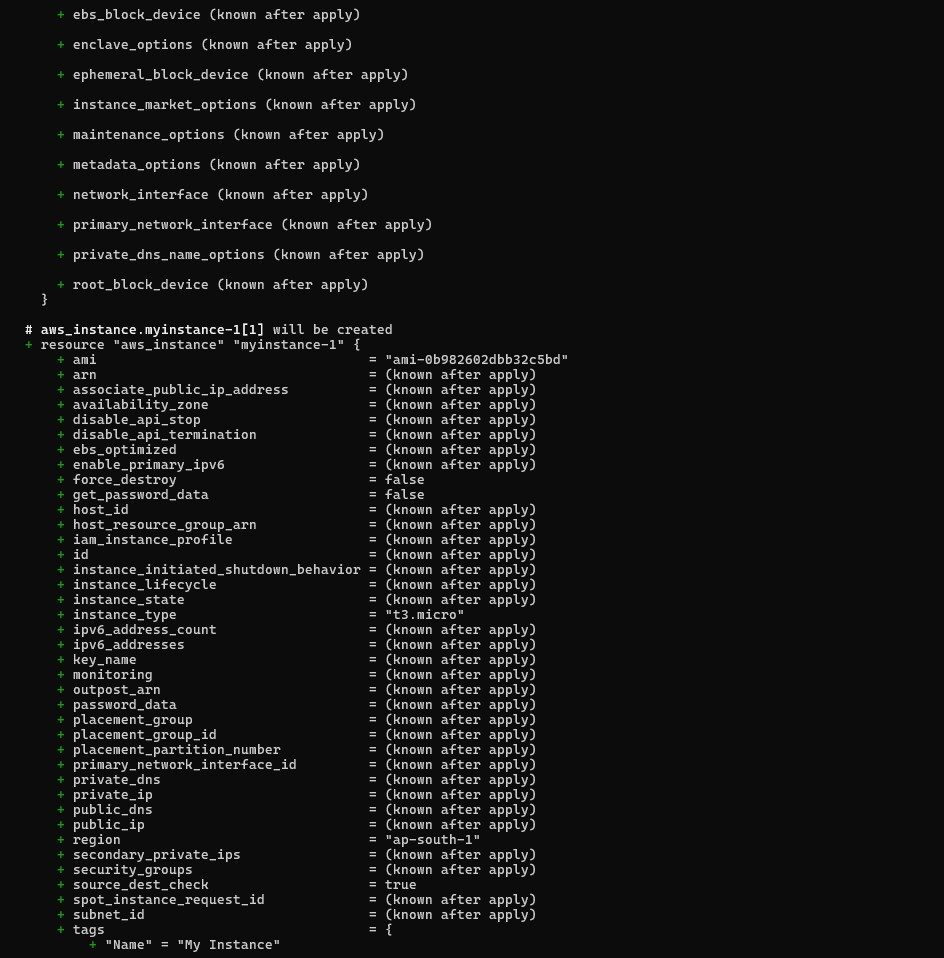 + ebs_block_device (known after apply)
+ enclave_options (known after apply)
+ ephemeral_block_device (known after apply)
+ instance_market_options (known after apply)
+ maintenance_options (known after apply)
+ metadata_options (known after apply)
+ network_interface (known after apply)
+ primary_network_interface (known after apply)
+ private_dns_name_options (known after apply)
+ root_block_device (known after apply)
}
# aws_instance.myinstance-1[1] will be created
+ resource "aws_instance" "myinstance-1" {
+ ami = "ami-0b982602dbb32c5bd"
+ arn = (known after apply)
+ associate_public_ip_address = (known after apply)
+ availability_zone = (known after apply)
+ disable_api_stop = (known after apply)
+ disable_api_termination = (known after apply)
+ ebs_optimized = (known after apply)
+ enable_primary_ipv6 = (known after apply)
+ force_destroy = false
+ get_password_data = false
+ host_id = (known after apply)
+ host_resource_group_arn = (known after apply)
+ iam_instance_profile = (known after apply)
+ id = (known after apply)
+ instance_initiated_shutdown_behavior = (known after apply)
+ instance_lifecycle = (known after apply)
+ instance_state = (known after apply)
+ instance_type = "t3.micro"
+ ipv6_address_count = (known after apply)
+ ipv6_addresses = (known after apply)
+ key_name = (known after apply)
+ monitoring = (known after apply)
+ outpost_arn = (known after apply)
+ password_data = (known after apply)
+ placement_group = (known after apply)
+ placement_group_id = (known after apply)
+ placement_partition_number = (known after apply)
+ primary_network_interface_id = (known after apply)
+ private_dns = (known after apply)
+ private_ip = (known after apply)
+ public_dns = (known after apply)
+ public_ip = (known after apply)
+ region = "ap-south-1"
+ secondary_private_ips = (known after apply)
+ security_groups = (known after apply)
+ source_dest_check = true
+ spot_instance_request_id = (known after apply)
+ subnet_id = (known after apply)
+ tags = {
+ "Name" = "My Instance"